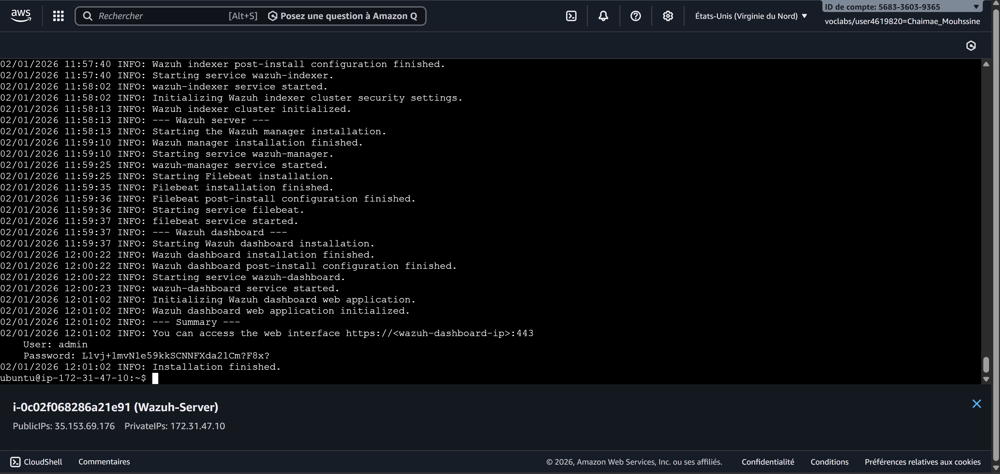 aws
Rechercher [Alt+S] Posez une question à Amazon Q
États-Unis (Virginie du Nord)
ID de compte: 5683-3603-9365
voclabs/user4619820=Chaimae_Mouhssine
02/01/2026 11:57:40 INFO: Wazuh indexer post-install configuration finished.
02/01/2026 11:57:40 INFO: Starting service wazuh-indexer.
02/01/2026 11:58:02 INFO: wazuh-indexer service started.
02/01/2026 11:58:02 INFO: Initializing Wazuh indexer cluster security settings.
02/01/2026 11:58:13 INFO: Wazuh indexer cluster initialized.
02/01/2026 11:58:13 INFO: --- Wazuh server ---
02/01/2026 11:58:13 INFO: Starting the Wazuh manager installation.
02/01/2026 11:59:10 INFO: Wazuh manager installation finished.
02/01/2026 11:59:10 INFO: Starting service wazuh-manager.
02/01/2026 11:59:25 INFO: wazuh-manager service started.
02/01/2026 11:59:25 INFO: Starting Filebeat installation.
02/01/2026 11:59:35 INFO: Filebeat installation finished.
02/01/2026 11:59:36 INFO: Filebeat post-install configuration finished.
02/01/2026 11:59:36 INFO: Starting service filebeat.
02/01/2026 11:59:37 INFO: filebeat service started.
02/01/2026 11:59:37 INFO: --- Wazuh dashboard ---
02/01/2026 11:59:37 INFO: Starting Wazuh dashboard installation.
02/01/2026 12:00:22 INFO: Wazuh dashboard installation finished.
02/01/2026 12:00:22 INFO: Wazuh dashboard post-install configuration finished.
02/01/2026 12:00:22 INFO: Starting service wazuh-dashboard.
02/01/2026 12:00:23 INFO: wazuh-dashboard service started.
02/01/2026 12:01:02 INFO: Initializing Wazuh dashboard web application.
02/01/2026 12:01:02 INFO: Wazuh dashboard web application initialized.
02/01/2026 12:01:02 INFO: --- Summary ---
02/01/2026 12:01:02 INFO: You can access the web interface https://<wazuh-dashboard-ip>:443
User: admin
Password: L1vj+1mvN1e59kkSCNNFXda21Cm?F8x?
02/01/2026 12:01:02 INFO: Installation finished.
ubuntu@ip-172-31-47-10:~$
i-0c02f068286a21e91 (Wazuh-Server)
PublicIPs: 35.153.69.176 PrivateIPs: 172.31.47.10
CloudShell Commentaires © 2026, Amazon Web Services, Inc. ou ses affiliés. Confidentialité Conditions Préférences relatives aux cookies